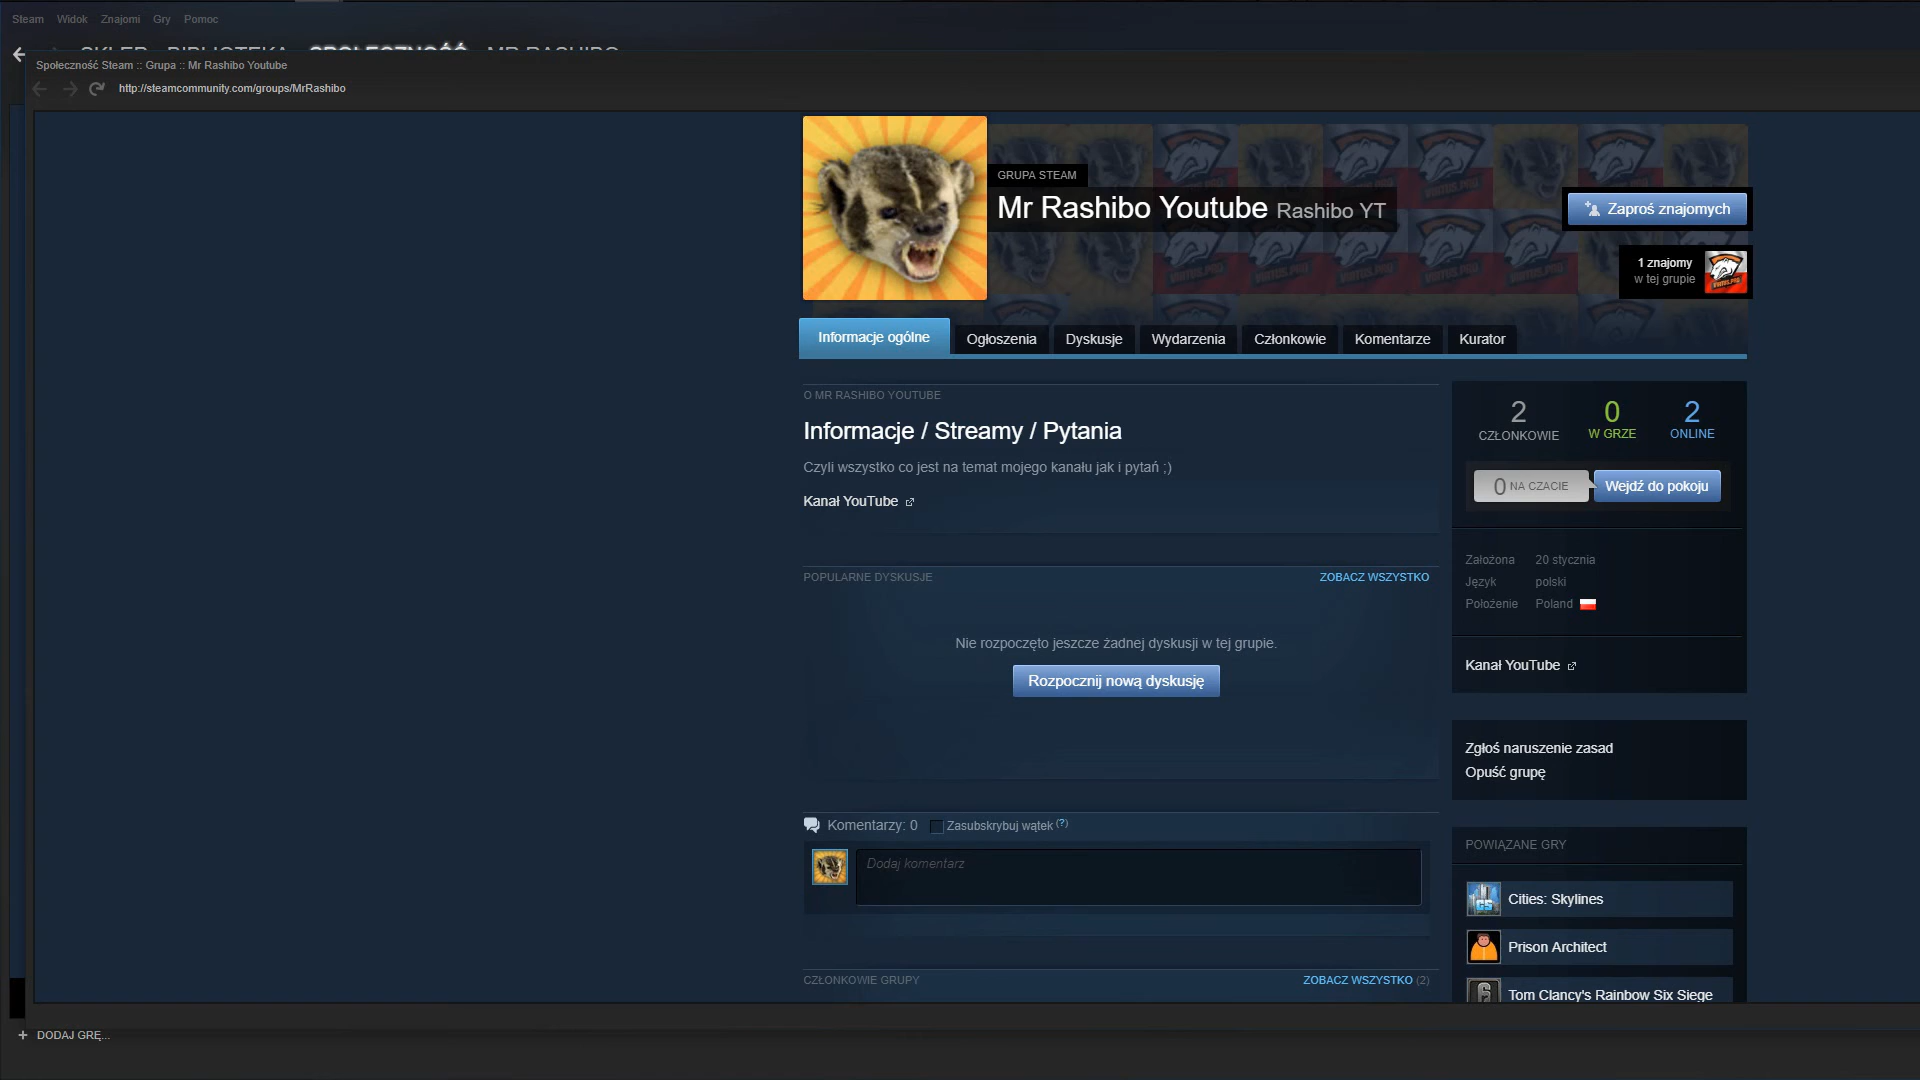 Steam Widok Znajomi Gry Pomoc
SKLEP BIBLIOTEKA SPOŁECZNOŚĆ MR RASHIBO
Społeczność Steam :: Grupa :: Mr Rashibo Youtube
http://steamcommunity.com/groups/MrRashibo
GRUPA STEAM
Mr Rashibo Youtube Rashibo YT
Zaproś znajomych
1 znajomy
w tej grupie
Informacje ogólne Ogłoszenia Dyskusje Wydarzenia Członkowie Komentarze Kurator
O MR RASHIBO YOUTUBE
Informacje / Streamy / Pytania
Czyli wszystko co jest na temat mojego kanału jak i pytań ;)
Kanał YouTube
POPULARNE DYSKUSJE ZOBACZ WSZYSTKO
Nie rozpoczęto jeszcze żadnej dyskusji w tej grupie.
Rozpocznij nową dyskusję
Komentarzy: 0 Zasubskrybuj wątek (?)
Dodaj komentarz
CZŁONKOWIE GRUPY ZOBACZ WSZYSTKO (2)
2 0 2
CZŁONKOWIE W GRZE ONLINE
0 NA CZACIE Wejdź do pokoju
Założona 20 stycznia
Język polski
Położenie Poland
Kanał YouTube
Zgłoś naruszenie zasad
Opuść grupę
POWIĄZANE GRY
Cities: Skylines
Prison Architect
Tom Clancy's Rainbow Six Siege
+ DODAJ GRĘ...